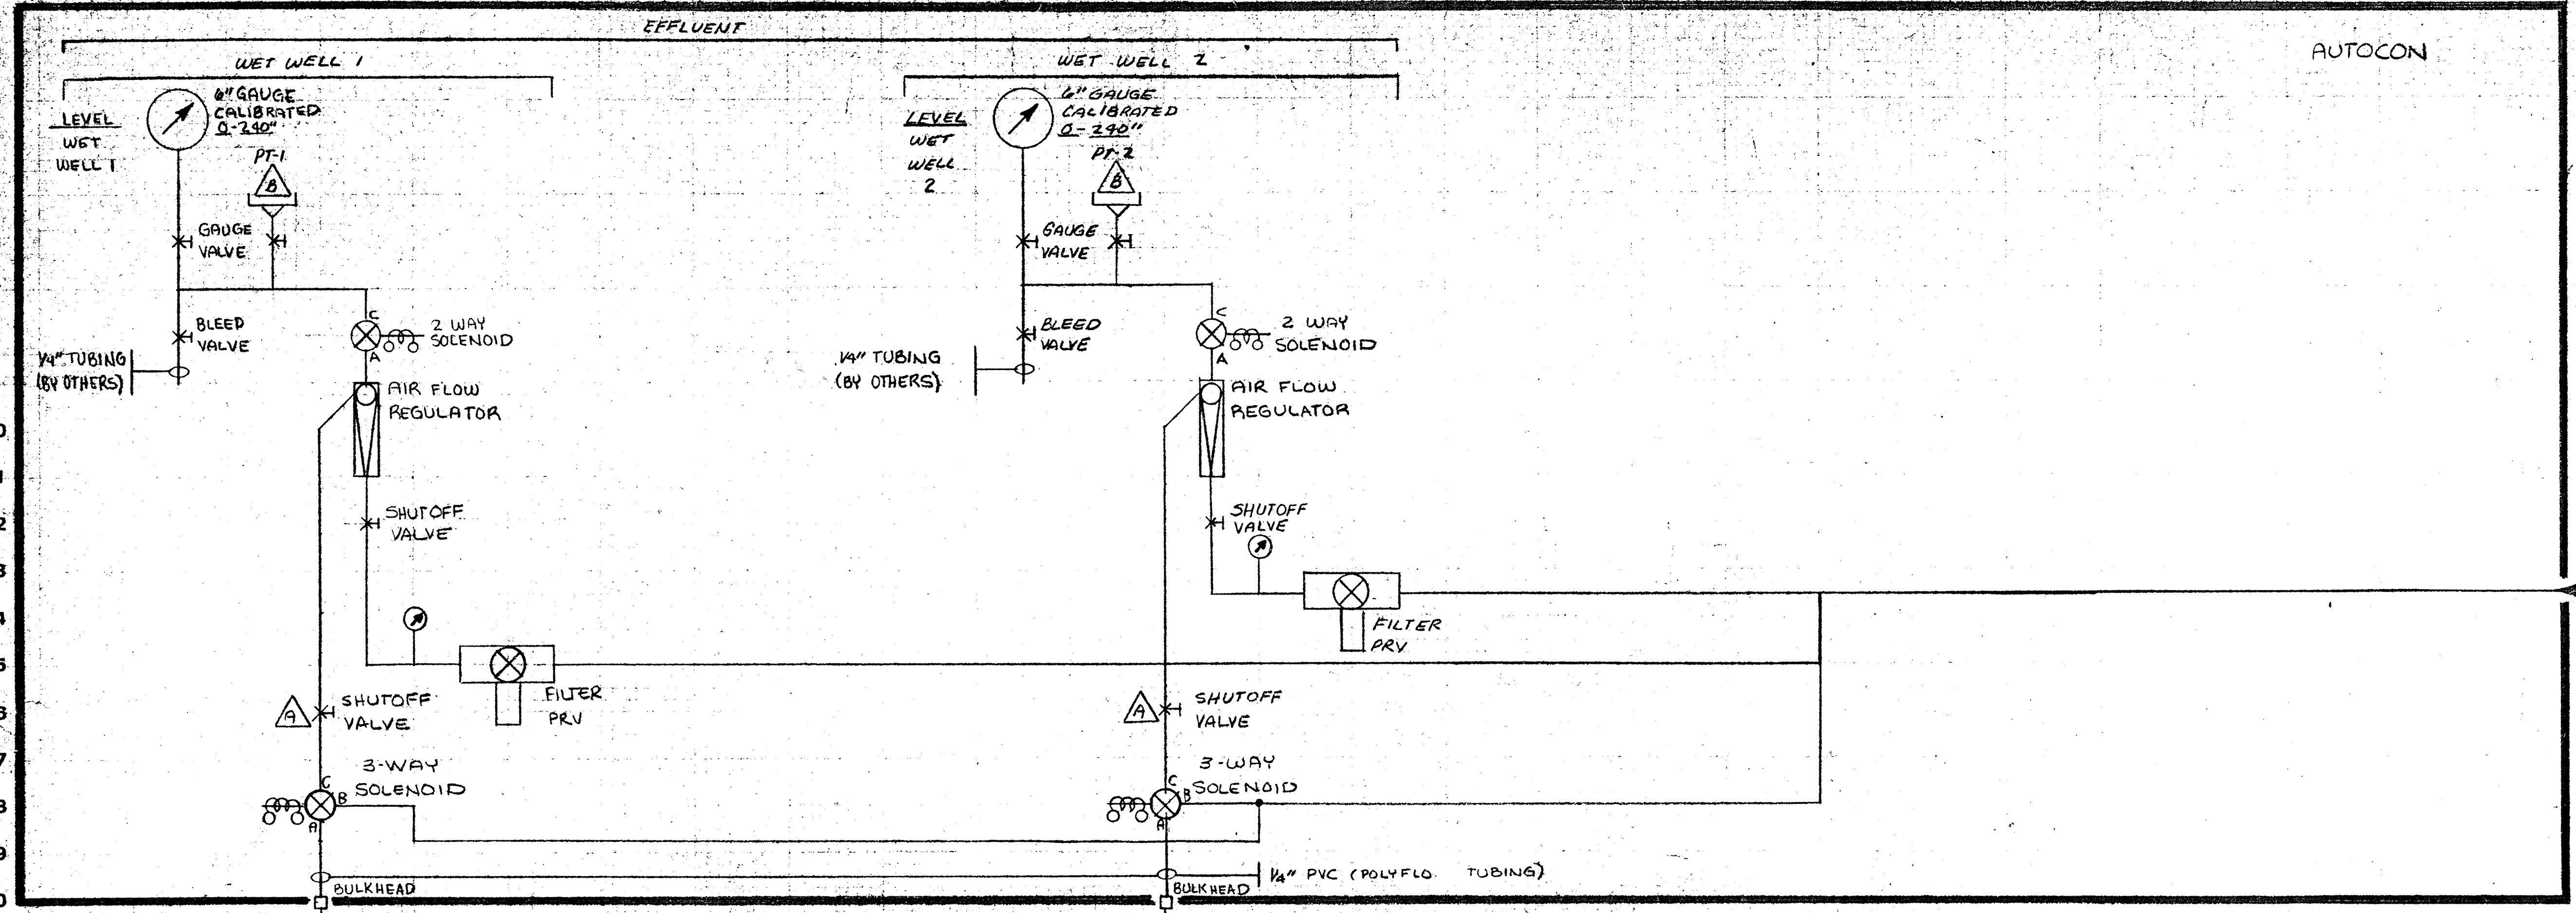 EFFLUENT
AUTOCON
WET WELL 1
WET WELL 2
6" GAUGE
CALIBRATED
0-240"
LEVEL
WET
WELL 1
PT-1
B
GAUGE
VALVE
BLEED
VALVE
1/4" TUBING
(BY OTHERS)
C
2 WAY
SOLENOID
A
AIR FLOW
REGULATOR
SHUTOFF
VALVE
FILTER
PRV
A
SHUTOFF
VALVE
3-WAY
SOLENOID
C
B
A
BULKHEAD
6" GAUGE
CALIBRATED
0-240"
LEVEL
WET
WELL
2
PT-2
B
GAUGE
VALVE
BLEED
VALVE
1/4" TUBING
(BY OTHERS)
C
2 WAY
SOLENOID
A
AIR FLOW
REGULATOR
SHUTOFF
VALVE
FILTER
PRV
A
SHUTOFF
VALVE
3-WAY
SOLENOID
C
B
A
1/4" PVC (POLYFLO. TUBING)
BULKHEAD